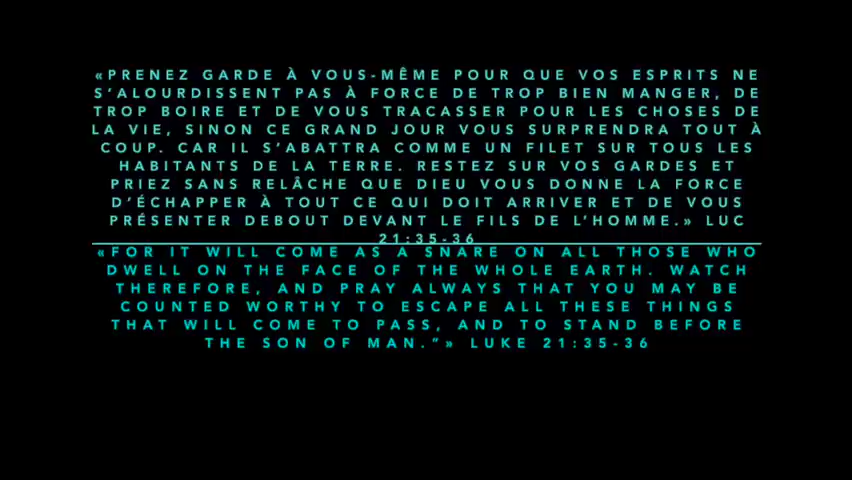 «PRENEZ GARDE À VOUS-MÊME POUR QUE VOS ESPRITS NE
S'ALOURDISSENT PAS À FORCE DE TROP BIEN MANGER, DE
TROP BOIRE ET DE VOUS TRACASSER POUR LES CHOSES DE
LA VIE, SINON CE GRAND JOUR VOUS SURPRENDRA TOUT À
COUP. CAR IL S'ABATTRA COMME UN FILET SUR TOUS LES
HABITANTS DE LA TERRE. RESTEZ SUR VOS GARDES ET
PRIEZ SANS RELÂCHE QUE DIEU VOUS DONNE LA FORCE
D'ÉCHAPPER À TOUT CE QUI DOIT ARRIVER ET DE VOUS
PRÉSENTER DEBOUT DEVANT LE FILS DE L'HOMME.» LUC
21:35-36
«FOR IT WILL COME AS A SNARE ON ALL THOSE WHO
DWELL ON THE FACE OF THE WHOLE EARTH. WATCH
THEREFORE, AND PRAY ALWAYS THAT YOU MAY BE
COUNTED WORTHY TO ESCAPE ALL THESE THINGS
THAT WILL COME TO PASS, AND TO STAND BEFORE
THE SON OF MAN.”» LUKE 21:35-36